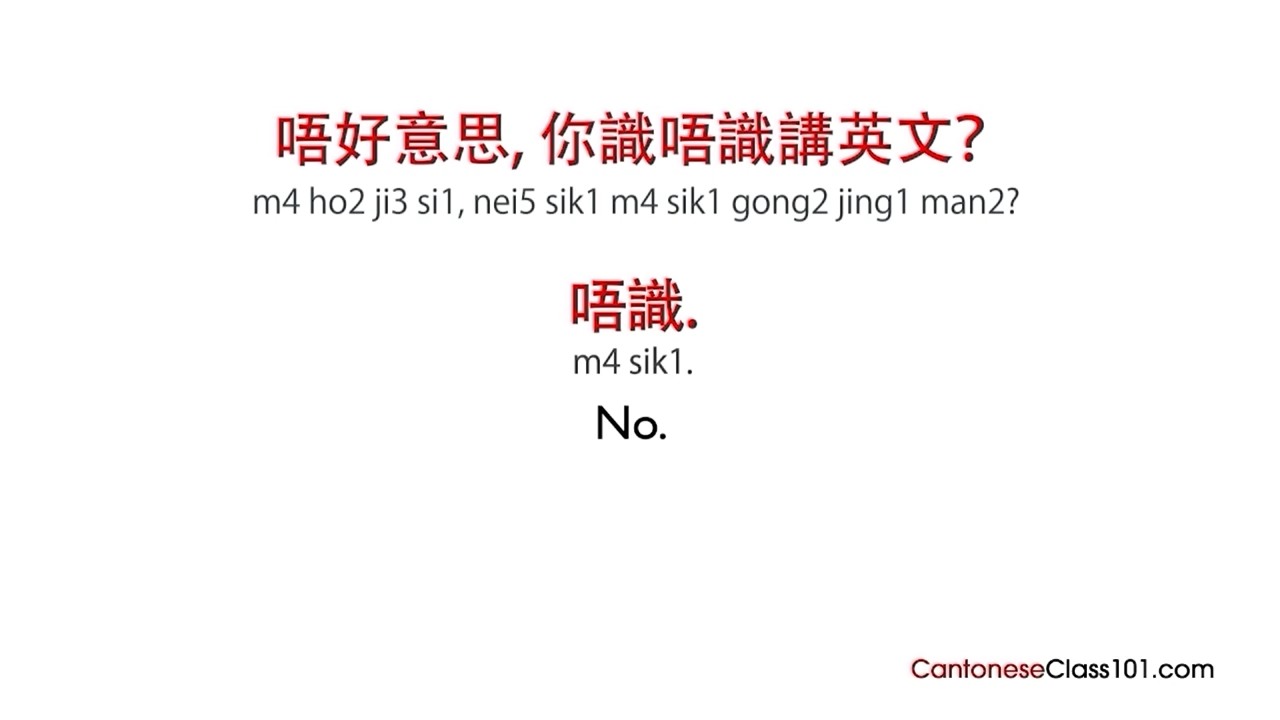 唔好意思, 你識唔識講英文?
m4 ho2 ji3 si1, nei5 sik1 m4 sik1 gong2 jing1 man2?
唔識.
m4 sik1.
No.
CantoneseClass101.com